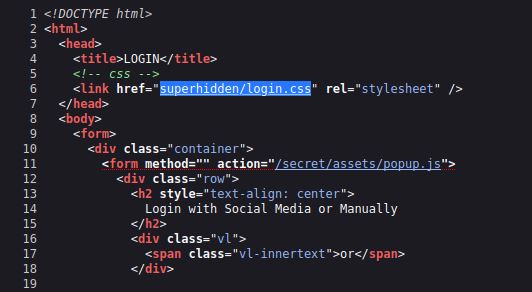 1 <!DOCTYPE html>
2 <html>
3 <head>
4 <title>LOGIN</title>
5 <!-- css -->
6 <link href="superhidden/login.css" rel="stylesheet" />
7 </head>
8 <body>
9 <form>
10 <div class="container">
11 <form method="" action="/secret/assets/popup.js">
12 <div class="row">
13 <h2 style="text-align: center">
14 Login with Social Media or Manually
15 </h2>
16 <div class="vl">
17 <span class="vl-innertext">or</span>
18 </div>
19